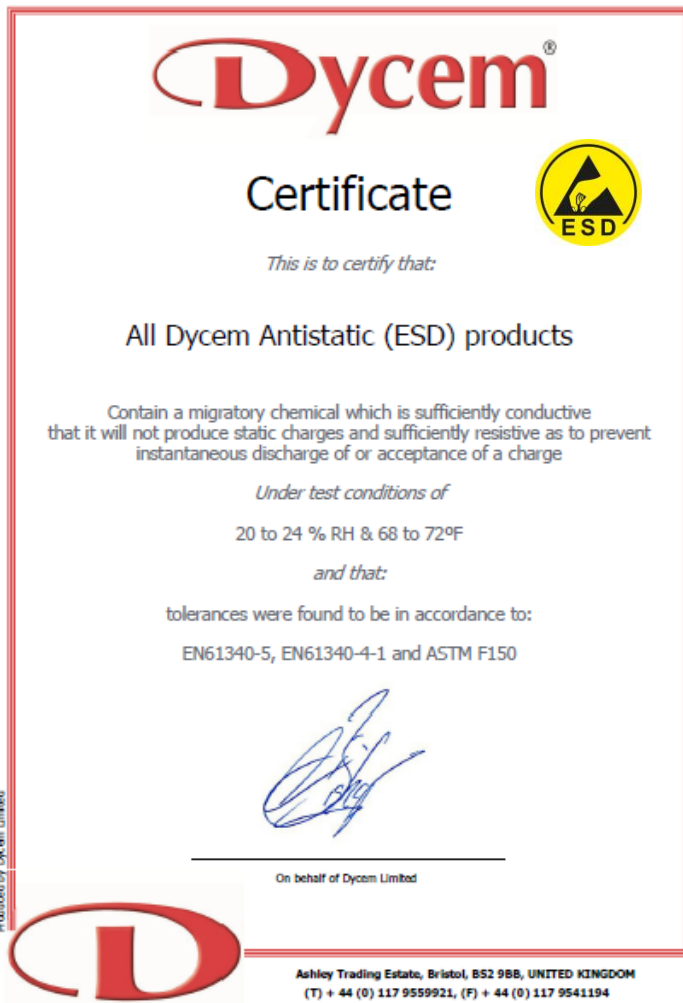 Dycem®
Certificate
ESD
This is to certify that:
All Dycem Antistatic (ESD) products
Contain a migratory chemical which is sufficiently conductive
that it will not produce static charges and sufficiently resistive as to prevent
instantaneous discharge of or acceptance of a charge
Under test conditions of
20 to 24 % RH & 68 to 72ºF
and that:
tolerances were found to be in accordance to:
EN61340-5, EN61340-4-1 and ASTM F150
On behalf of Dycem Limited
Produced by Dycem Limited
Ashley Trading Estate, Bristol, BS2 9BB, UNITED KINGDOM
(T) + 44 (0) 117 9559921, (F) + 44 (0) 117 9541194